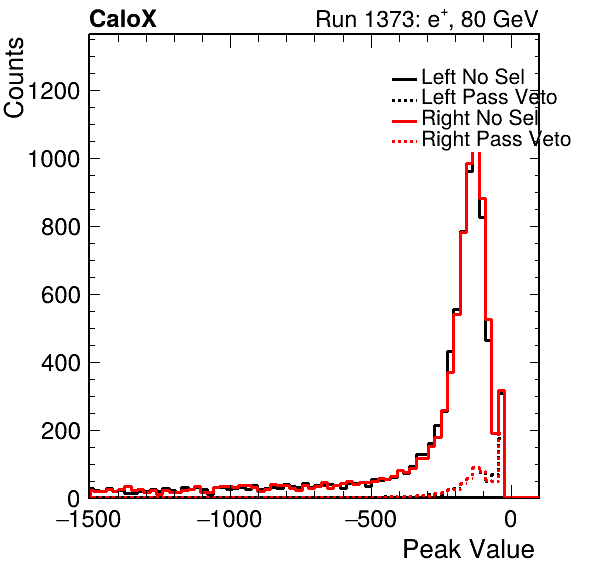 CaloX Run 1373: e⁺, 80 GeV
Counts
Left No Sel
Left Pass Veto
Right No Sel
Right Pass Veto
1200
1000
800
600
400
200
0
−1500 −1000 −500 0
Peak Value